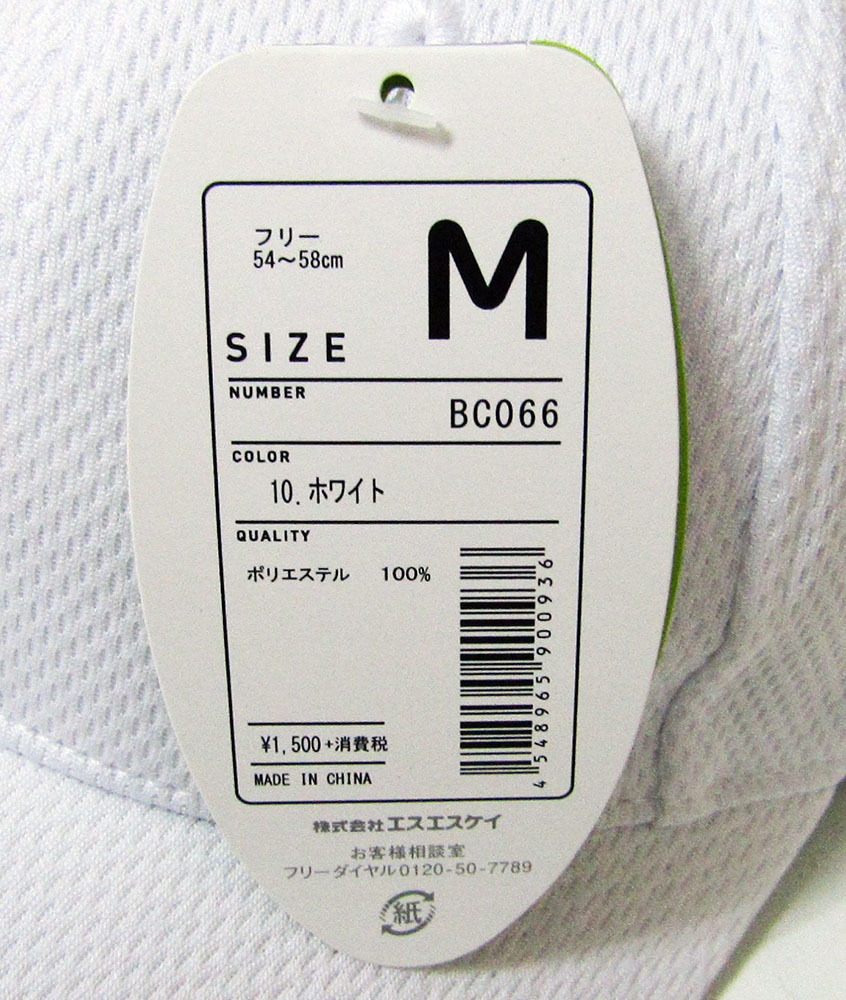 フリー
54～58cm
M
SIZE
NUMBER
BC066
COLOR
10.ホワイト
QUALITY
ポリエステル 100%
4548965900936
¥1,500+消費税
MADE IN CHINA
株式会社エスエスケイ
お客様相談室
フリーダイヤル0120-50-7789
紙